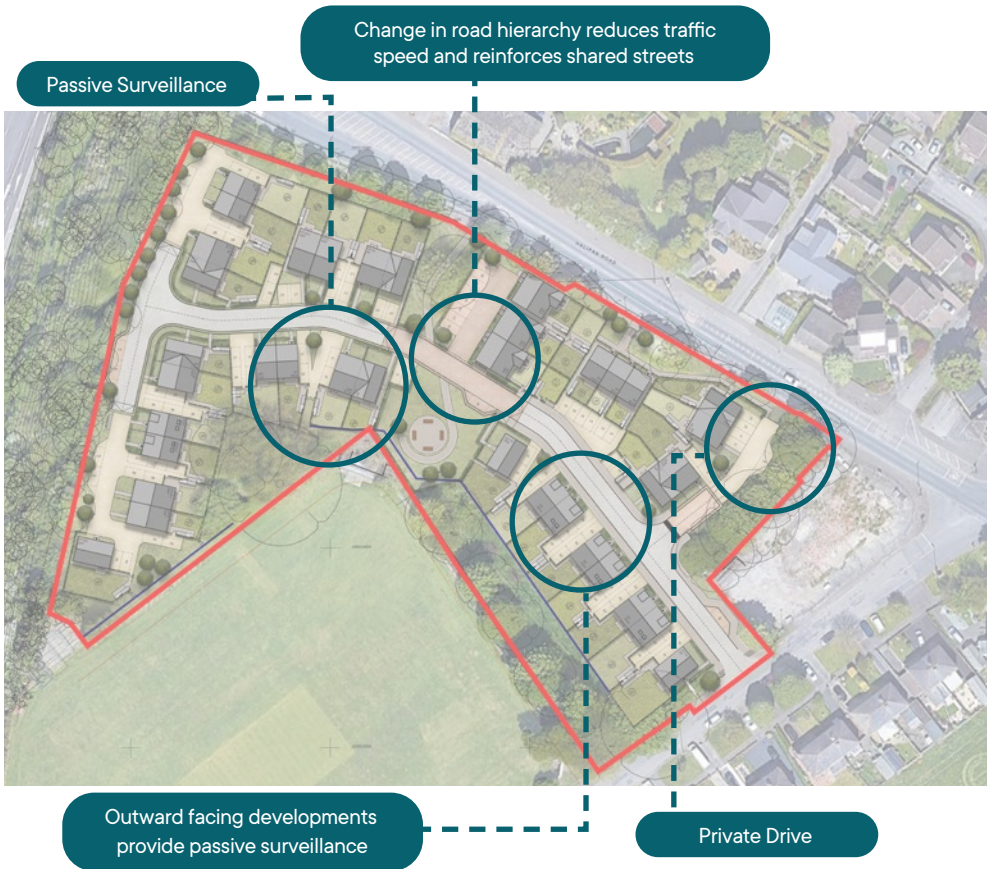 Change in road hierarchy reduces traffic
speed and reinforces shared streets
Passive Surveillance
Outward facing developments
provide passive surveillance
Private Drive